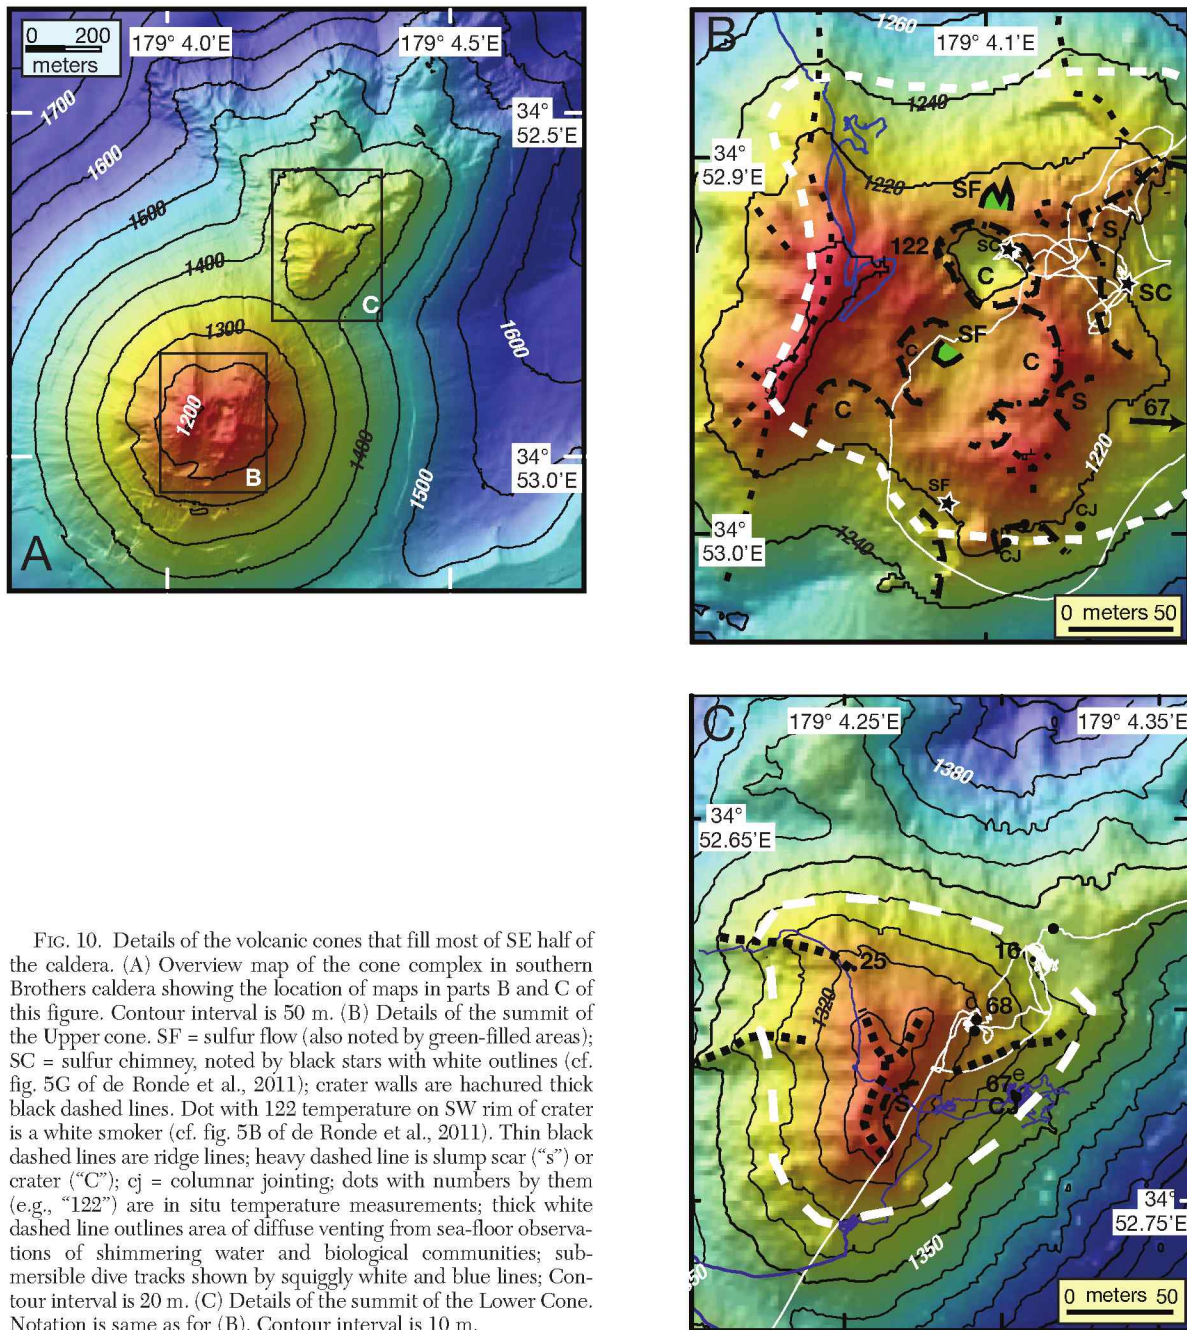 0 200
meters
179° 4.0'E
179° 4.5'E
1700
1600
1500
1400
1300
1200
1400
1500
1600
34°
52.5'E
34°
53.0'E
C
B
A
B
1260
179° 4.1'E
1240
34°
52.9'E
1220
SF
S
122
SC
C
SC
SF
C
C
C
S
67
1220
SF
CJ
34°
53.0'E
1240
CJ
0 meters 50
C
179° 4.25'E
179° 4.35'E
1380
34°
52.65'E
16
25
1320
C
68
67
e
S
CJ
34°
52.75'E
1350
0 meters 50
FIG. 10. Details of the volcanic cones that fill most of SE half of
the caldera. (A) Overview map of the cone complex in southern
Brothers caldera showing the location of maps in parts B and C of
this figure. Contour interval is 50 m. (B) Details of the summit of
the Upper cone. SF = sulfur flow (also noted by green-filled areas);
SC = sulfur chimney, noted by black stars with white outlines (cf.
fig. 5G of de Ronde et al., 2011); crater walls are hachured thick
black dashed lines. Dot with 122 temperature on SW rim of crater
is a white smoker (cf. fig. 5B of de Ronde et al., 2011). Thin black
dashed lines are ridge lines; heavy dashed line is slump scar (“s”) or
crater (“C”); cj = columnar jointing; dots with numbers by them
(e.g., “122”) are in situ temperature measurements; thick white
dashed line outlines area of diffuse venting from sea-floor observa-
tions of shimmering water and biological communities; sub-
mersible dive tracks shown by squiggly white and blue lines; Con-
tour interval is 20 m. (C) Details of the summit of the Lower Cone.
Notation is same as for (B). Contour interval is 10 m.